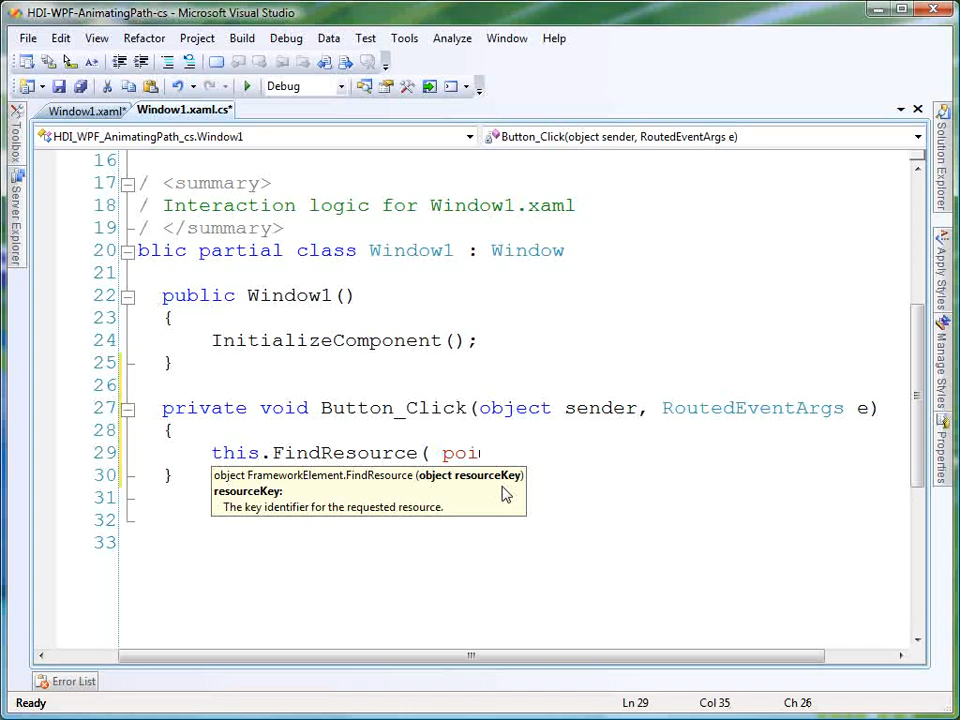 HDI-WPF-AnimatingPath-cs - Microsoft Visual Studio
File Edit View Refactor Project Build Debug Data Test Tools Analyze Window Help
Debug
Window1.xaml* Window1.xaml.cs*
HDI_WPF_AnimatingPath_cs.Window1 Button_Click(object sender, RoutedEventArgs e)
Toolbox
Server Explorer
16
17 / <summary>
18 / Interaction logic for Window1.xaml
19 / </summary>
20 blic partial class Window1 : Window
21
22 public Window1()
23 {
24 InitializeComponent();
25 }
26
27 private void Button_Click(object sender, RoutedEventArgs e)
28 {
29 this.FindResource( poi
30 }
31
32
33
object FrameworkElement.FindResource (object resourceKey)
resourceKey:
The key identifier for the requested resource.
Solution Explorer
Apply Styles
Manage Styles
Properties
Error List
Ready Ln 29 Col 35 Ch 26